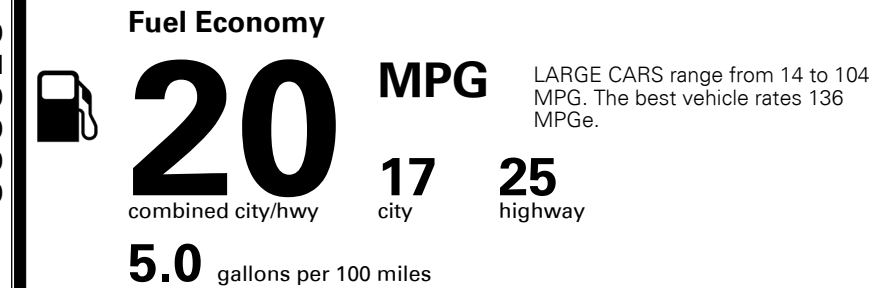 Fuel Economy
20 MPG
LARGE CARS range from 14 to 104
MPG. The best vehicle rates 136
MPGe.
17 25
combined city/hwy city highway
5.0 gallons per 100 miles